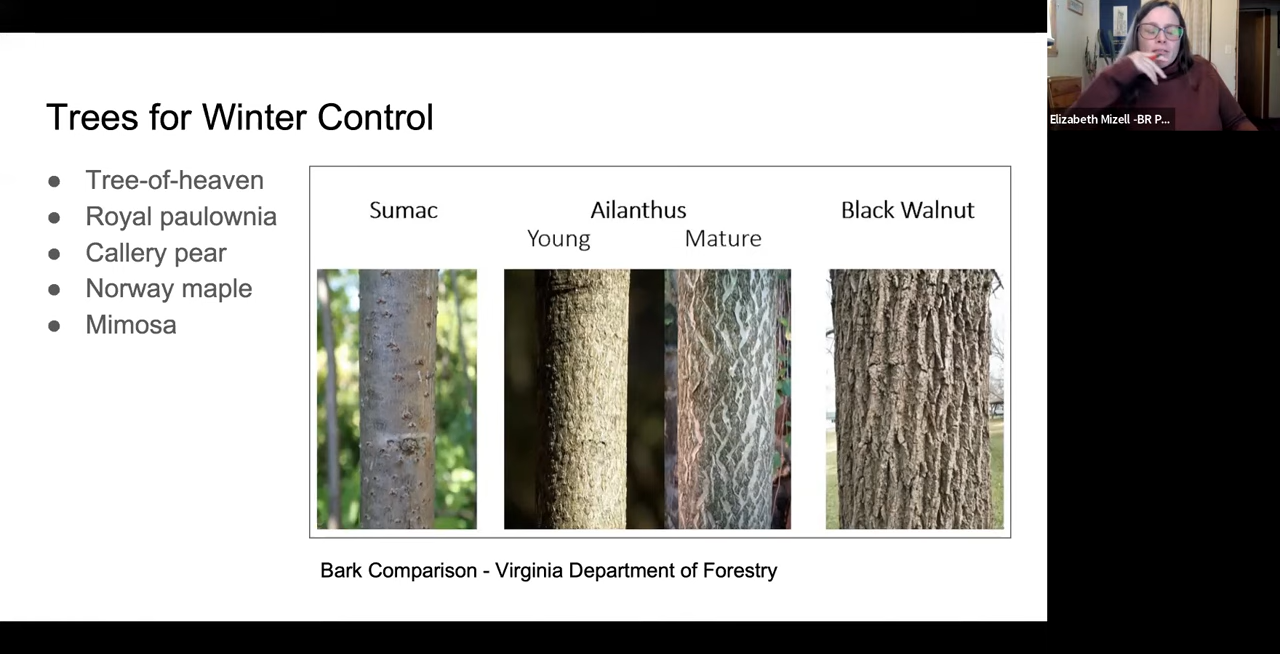 Trees for Winter Control
● Tree-of-heaven
● Royal paulownia
● Callery pear
● Norway maple
● Mimosa
Sumac
Ailanthus
Young Mature
Black Walnut
Bark Comparison - Virginia Department of Forestry
Elizabeth Mizell -BR P...